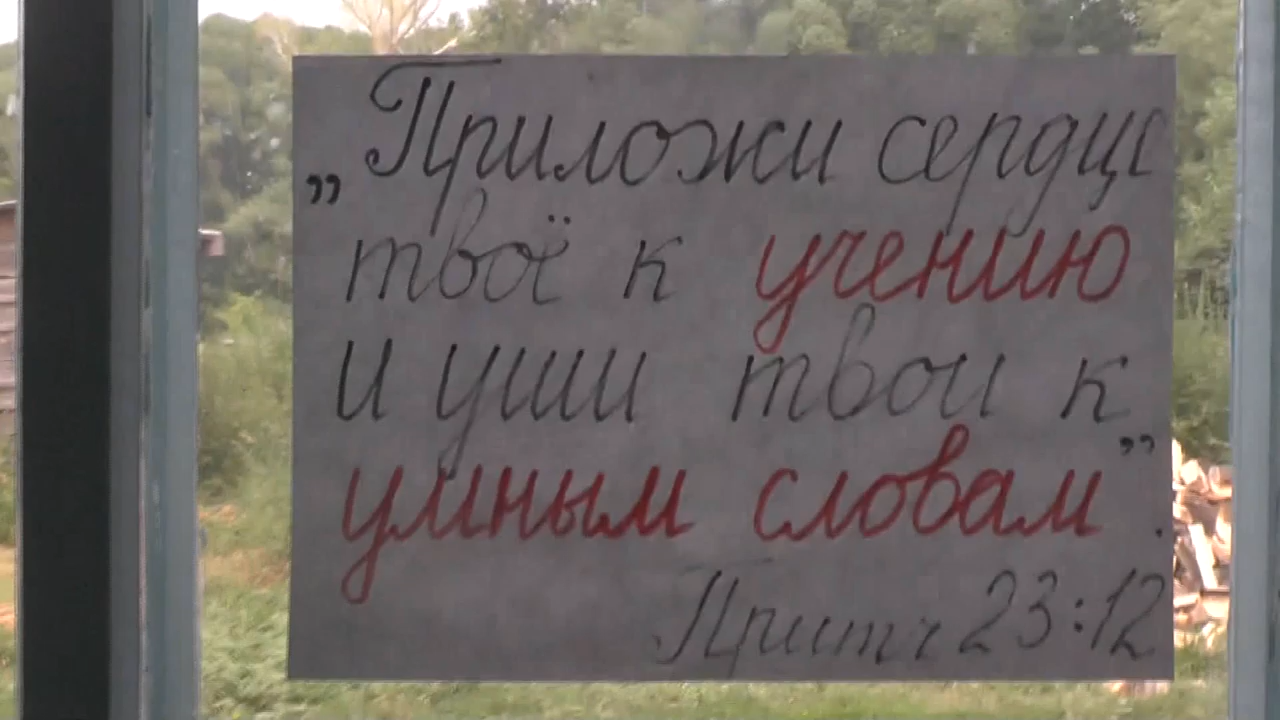 „Приложи сердце
твоё к учению
и уши твои к
умным словам”.
Притч 23:12